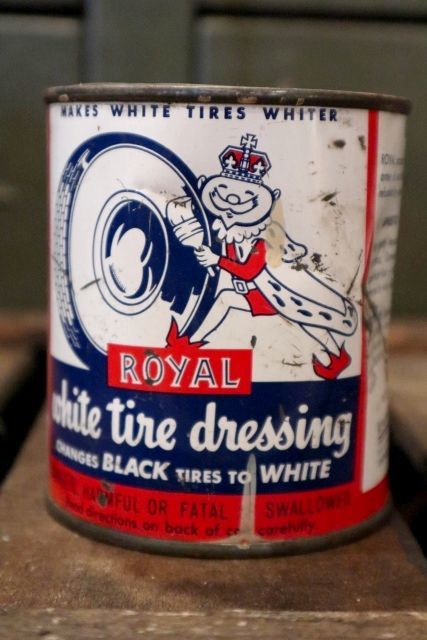 MAKES WHITE TIRES WHITER
ROYAL
white tire dressing
CHANGES BLACK TIRES TO WHITE
HARMFUL OR FATAL SWALLOWED
directions on back of carefully.